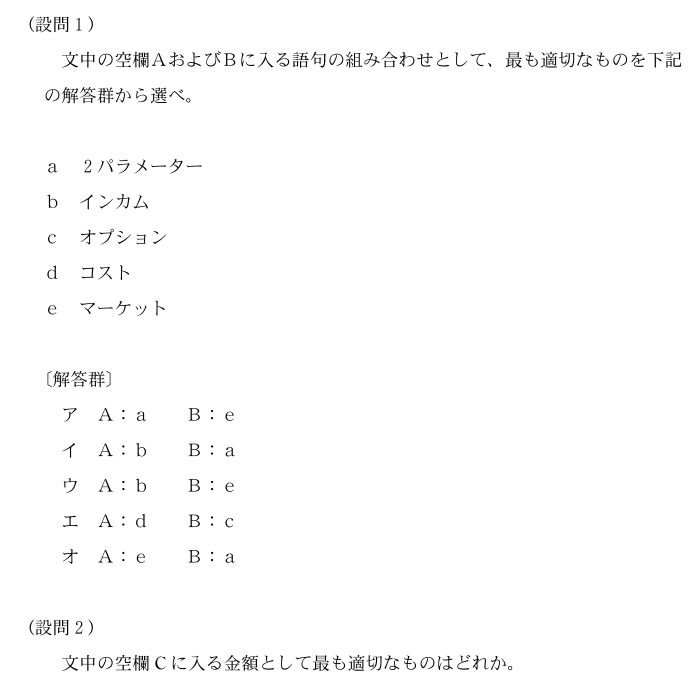 (設問1)
文中の空欄AおよびBに入る語句の組み合わせとして、最も適切なものを下記
の解答群から選べ。
a 2パラメーター
b インカム
c オプション
d コスト
e マーケット
〔解答群〕
ア A:a B:e
イ A:b B:a
ウ A:b B:e
エ A:d B:c
オ A:e B:a
(設問2)
文中の空欄Cに入る金額として最も適切なものはどれか。